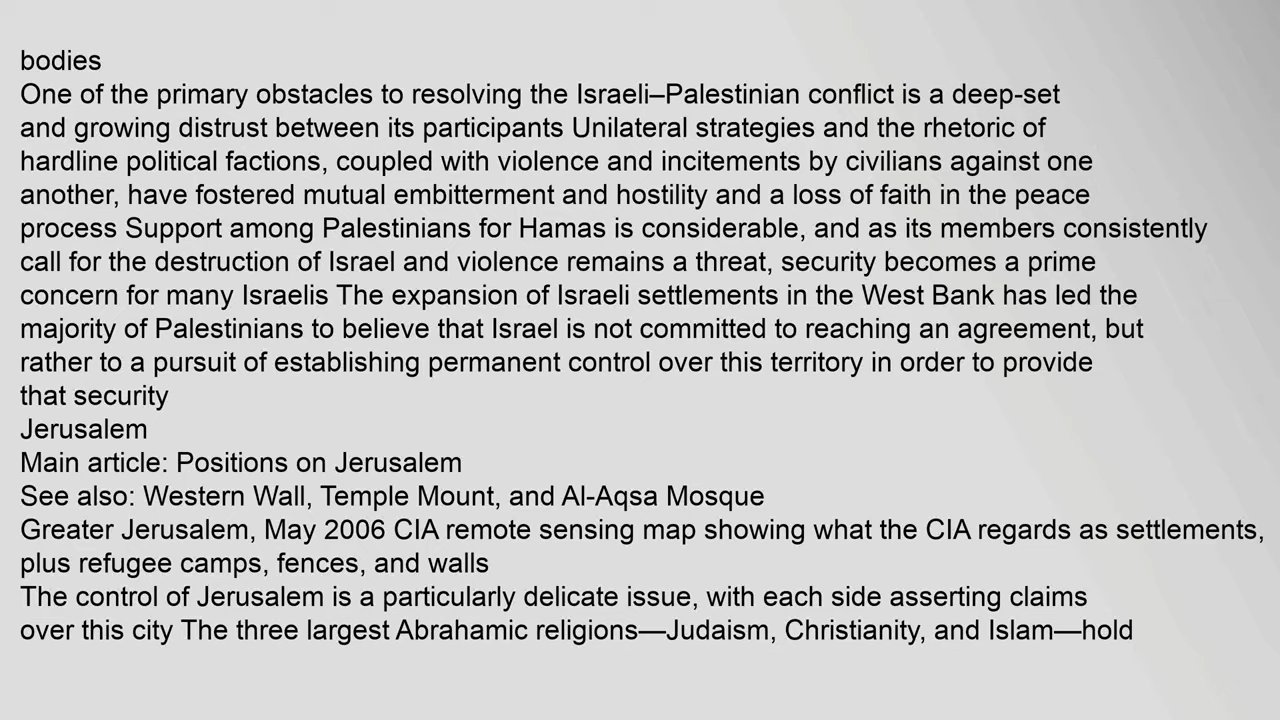 bodies
One of the primary obstacles to resolving the Israeli–Palestinian conflict is a deep-set
and growing distrust between its participants Unilateral strategies and the rhetoric of
hardline political factions, coupled with violence and incitements by civilians against one
another, have fostered mutual embitterment and hostility and a loss of faith in the peace
process Support among Palestinians for Hamas is considerable, and as its members consistently
call for the destruction of Israel and violence remains a threat, security becomes a prime
concern for many Israelis The expansion of Israeli settlements in the West Bank has led the
majority of Palestinians to believe that Israel is not committed to reaching an agreement, but
rather to a pursuit of establishing permanent control over this territory in order to provide
that security
Jerusalem
Main article: Positions on Jerusalem
See also: Western Wall, Temple Mount, and Al-Aqsa Mosque
Greater Jerusalem, May 2006 CIA remote sensing map showing what the CIA regards as settlements,
plus refugee camps, fences, and walls
The control of Jerusalem is a particularly delicate issue, with each side asserting claims
over this city The three largest Abrahamic religions—Judaism, Christianity, and Islam—hold